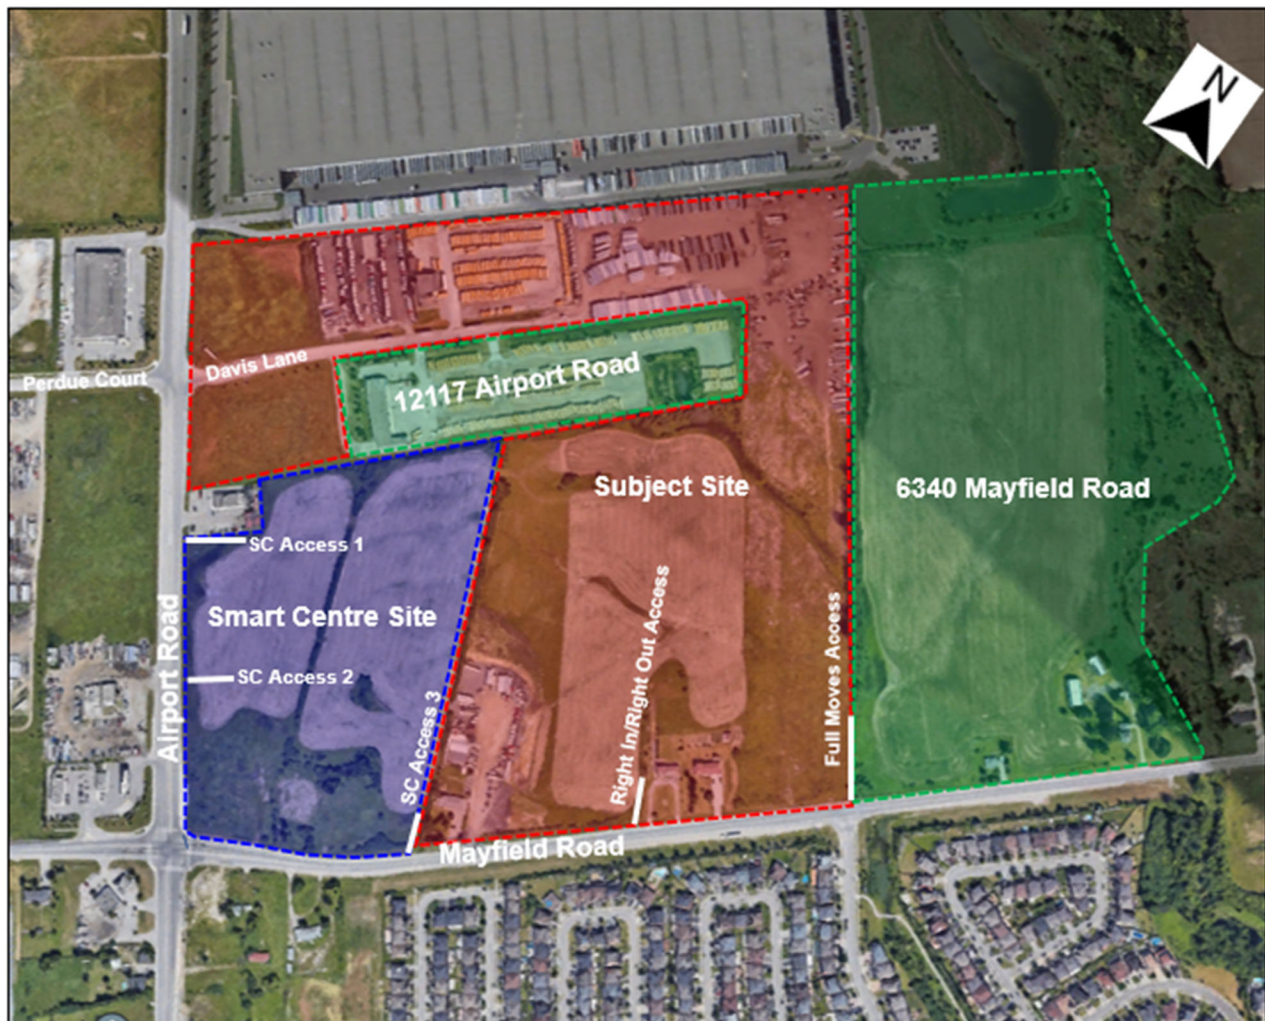 N
Davis Lane
Perdue Court
12117 Airport Road
Subject Site
6340 Mayfield Road
SC Access 1
Smart Centre Site
SC Access 2
Airport Road
SC Access 3
Right In/Right Out Access
Full Moves Access
Mayfield Road